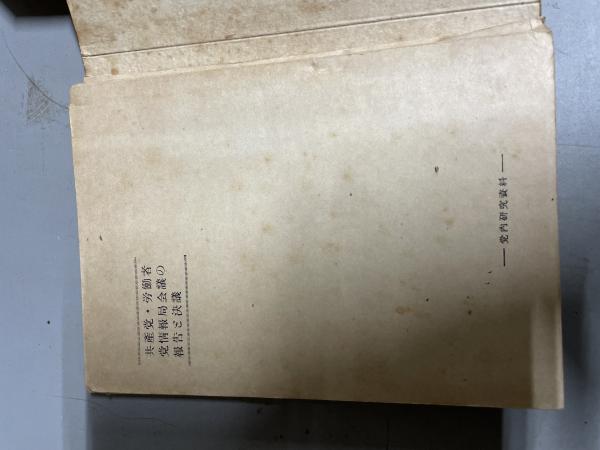 共產党・労働者
党情報局会議の
報告と決議
― 党内研究資料 ―